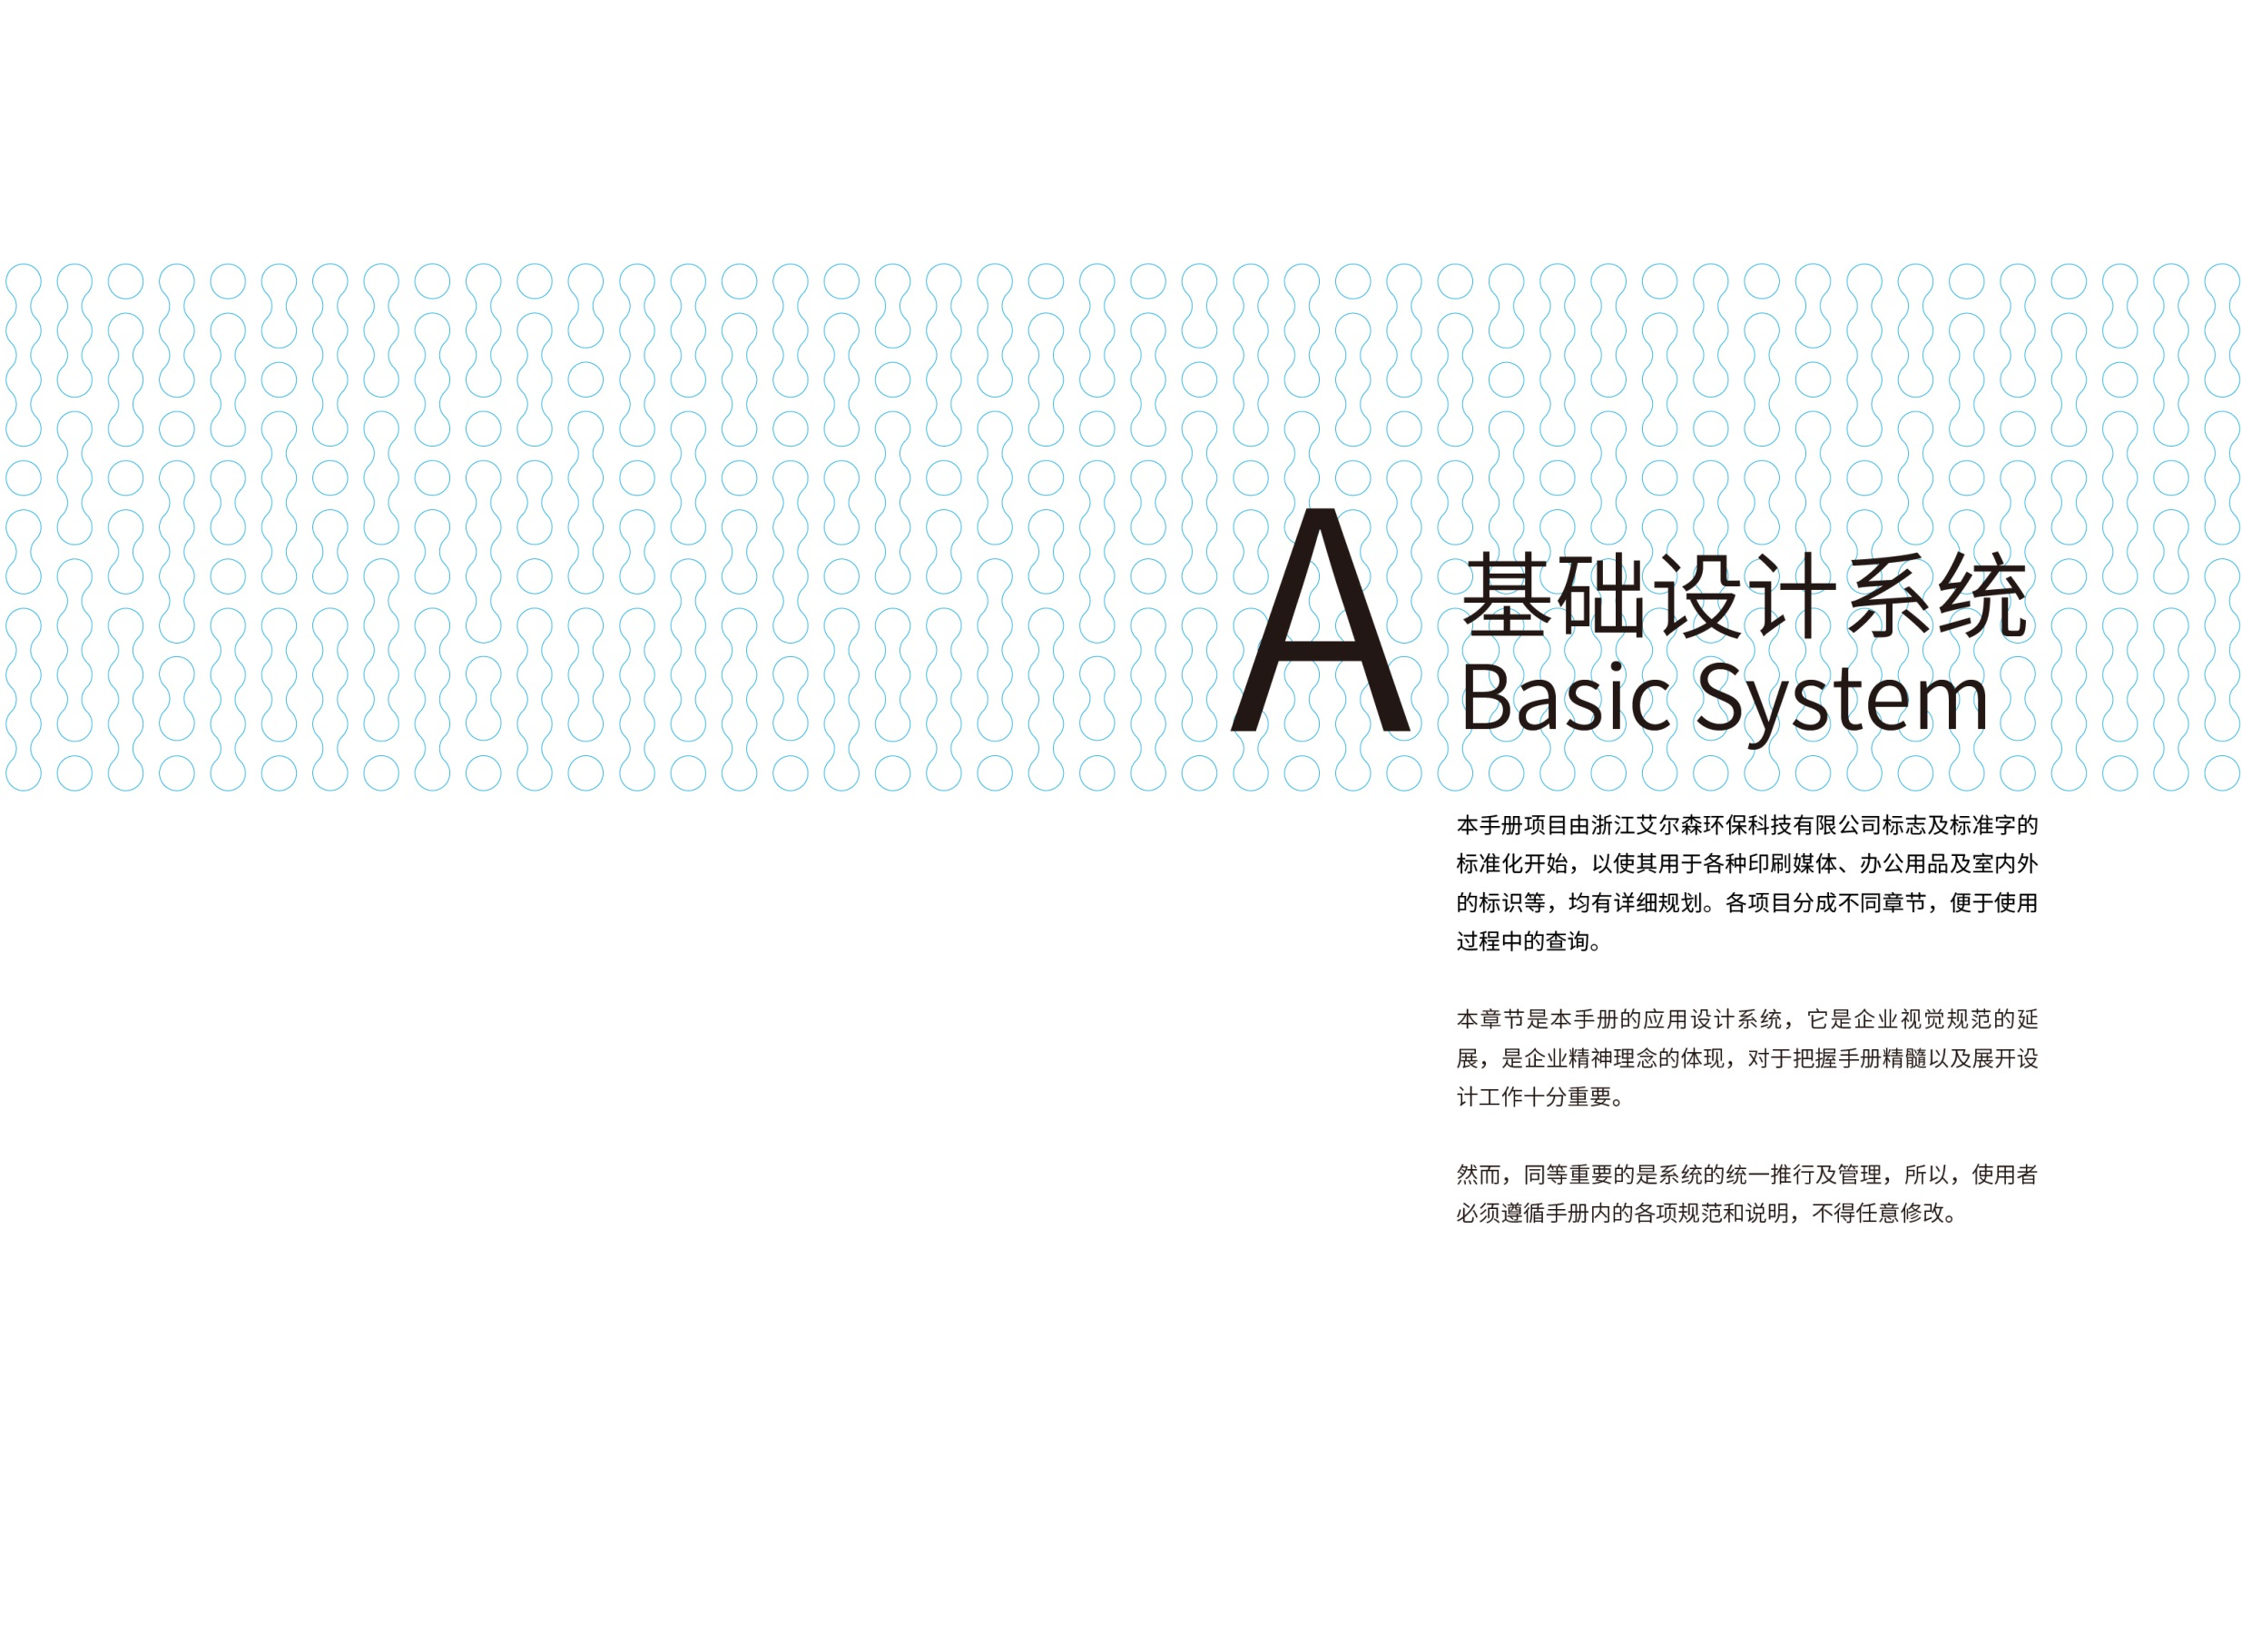 A
基础设计系统
Basic System
本手册项目由浙江艾尔森环保科技有限公司标志及标准字的
标准化开始，以使其用于各种印刷媒体、办公用品及室内外
的标识等，均有详细规划。各项目分成不同章节，便于使用
过程中的查询。
本章节是本手册的应用设计系统，它是企业视觉规范的延
展，是企业精神理念的体现，对于把握手册精髓以及展开设
计工作十分重要。
然而，同等重要的是系统的统一推行及管理，所以，使用者
必须遵循手册内的各项规范和说明，不得任意修改。